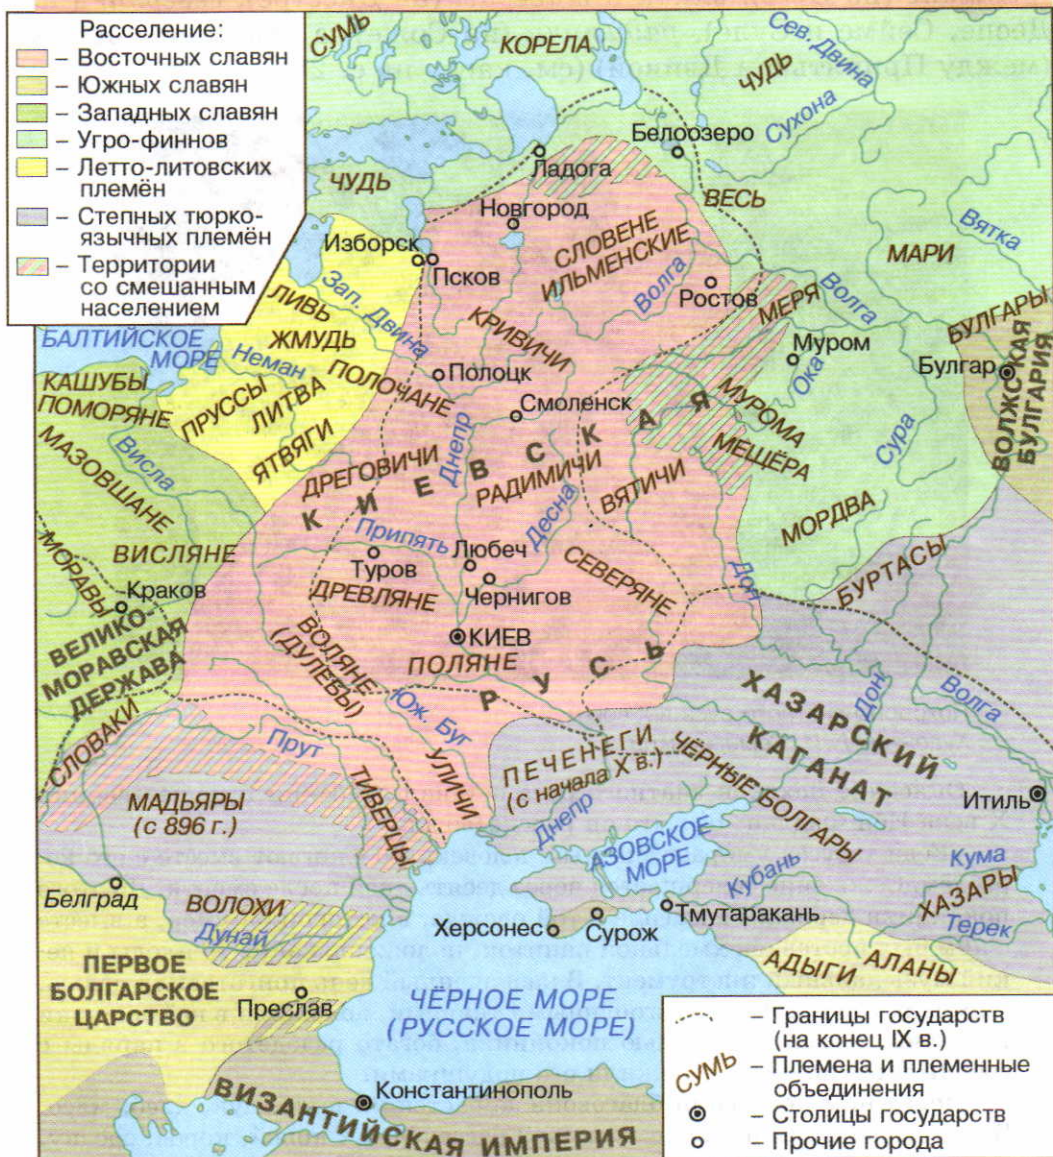 Расселение:
– Восточных славян
– Южных славян
– Западных славян
– Угро-финнов
– Летто-литовских
племён
– Степных тюрко-
язычных племён
– Территории
со смешанным
населением
СУМЬ
КОРЕЛА
ЧУДЬ
Сев. Двина
Сухона
Белоозеро
Ладога
ЧУДЬ
ВЕСЬ
Новгород
Вятка
Изборск
Псков
СЛОВЕНЕ
ИЛЬМЕНСКИЕ
Волга
Ростов
МАРИ
МЕРЯ
Волга
Зап. Двина
ЛИВЬ
ЖМУДЬ
КРИВИЧИ
БАЛТИЙСКОЕ
МОРЕ
Неман
Муром
Ока
БУЛГАРЫ
Булгар
ВОЛЖСКАЯ
БУЛГАРИЯ
КАШУБЫ
ПОМОРЯНЕ
ПРУССЫ
ЛИТВА
ПОЛОЧАНЕ
Полоцк
Смоленск
МУРОМА
МЕЩЁРА
Сура
МАЗОВШАНЕ
Висла
ЯТВЯГИ
ДРЕГОВИЧИ
Днепр
КИЕВСКАЯ
РАДИМИЧИ
ВЯТИЧИ
Десна
МОРДВА
ВИСЛЯНЕ
Припять
Любеч
Туров
ДРЕВЛЯНЕ
Чернигов
СЕВЕРЯНЕ
Дон
БУРТАСЫ
МОРАВЫ
Краков
ВЕЛИКО-
МОРАВСКАЯ
ДЕРЖАВА
ВОЛЯНЕ
(ДУЛЕБЫ)
КИЕВ
ПОЛЯНЕ
РУСЬ
ХАЗАРСКИЙ
КАГАНАТ
Дон
Волга
СЛОВАКИ
Прут
Юж. Буг
УЛИЧИ
ТИВЕРЦЫ
ПЕЧЕНЕГИ
(с начала X в.)
ЧЁРНЫЕ БОЛГАРЫ
Итиль
МАДЬЯРЫ
(с 896 г.)
Днепр
АЗОВСКОЕ
МОРЕ
Кубань
Кума
ХАЗАРЫ
Терек
Белград
ВОЛОХИ
Дунай
Херсонес
Сурож
Тмутаракань
АДЫГИ
АЛАНЫ
ПЕРВОЕ
БОЛГАРСКОЕ
ЦАРСТВО
Преслав
ЧЁРНОЕ МОРЕ
(РУССКОЕ МОРЕ)
Константинополь
ВИЗАНТИЙСКАЯ ИМПЕРИЯ
– Границы государств
(на конец IX в.)
СУМЬ – Племена и племенные
объединения
– Столицы государств
– Прочие города